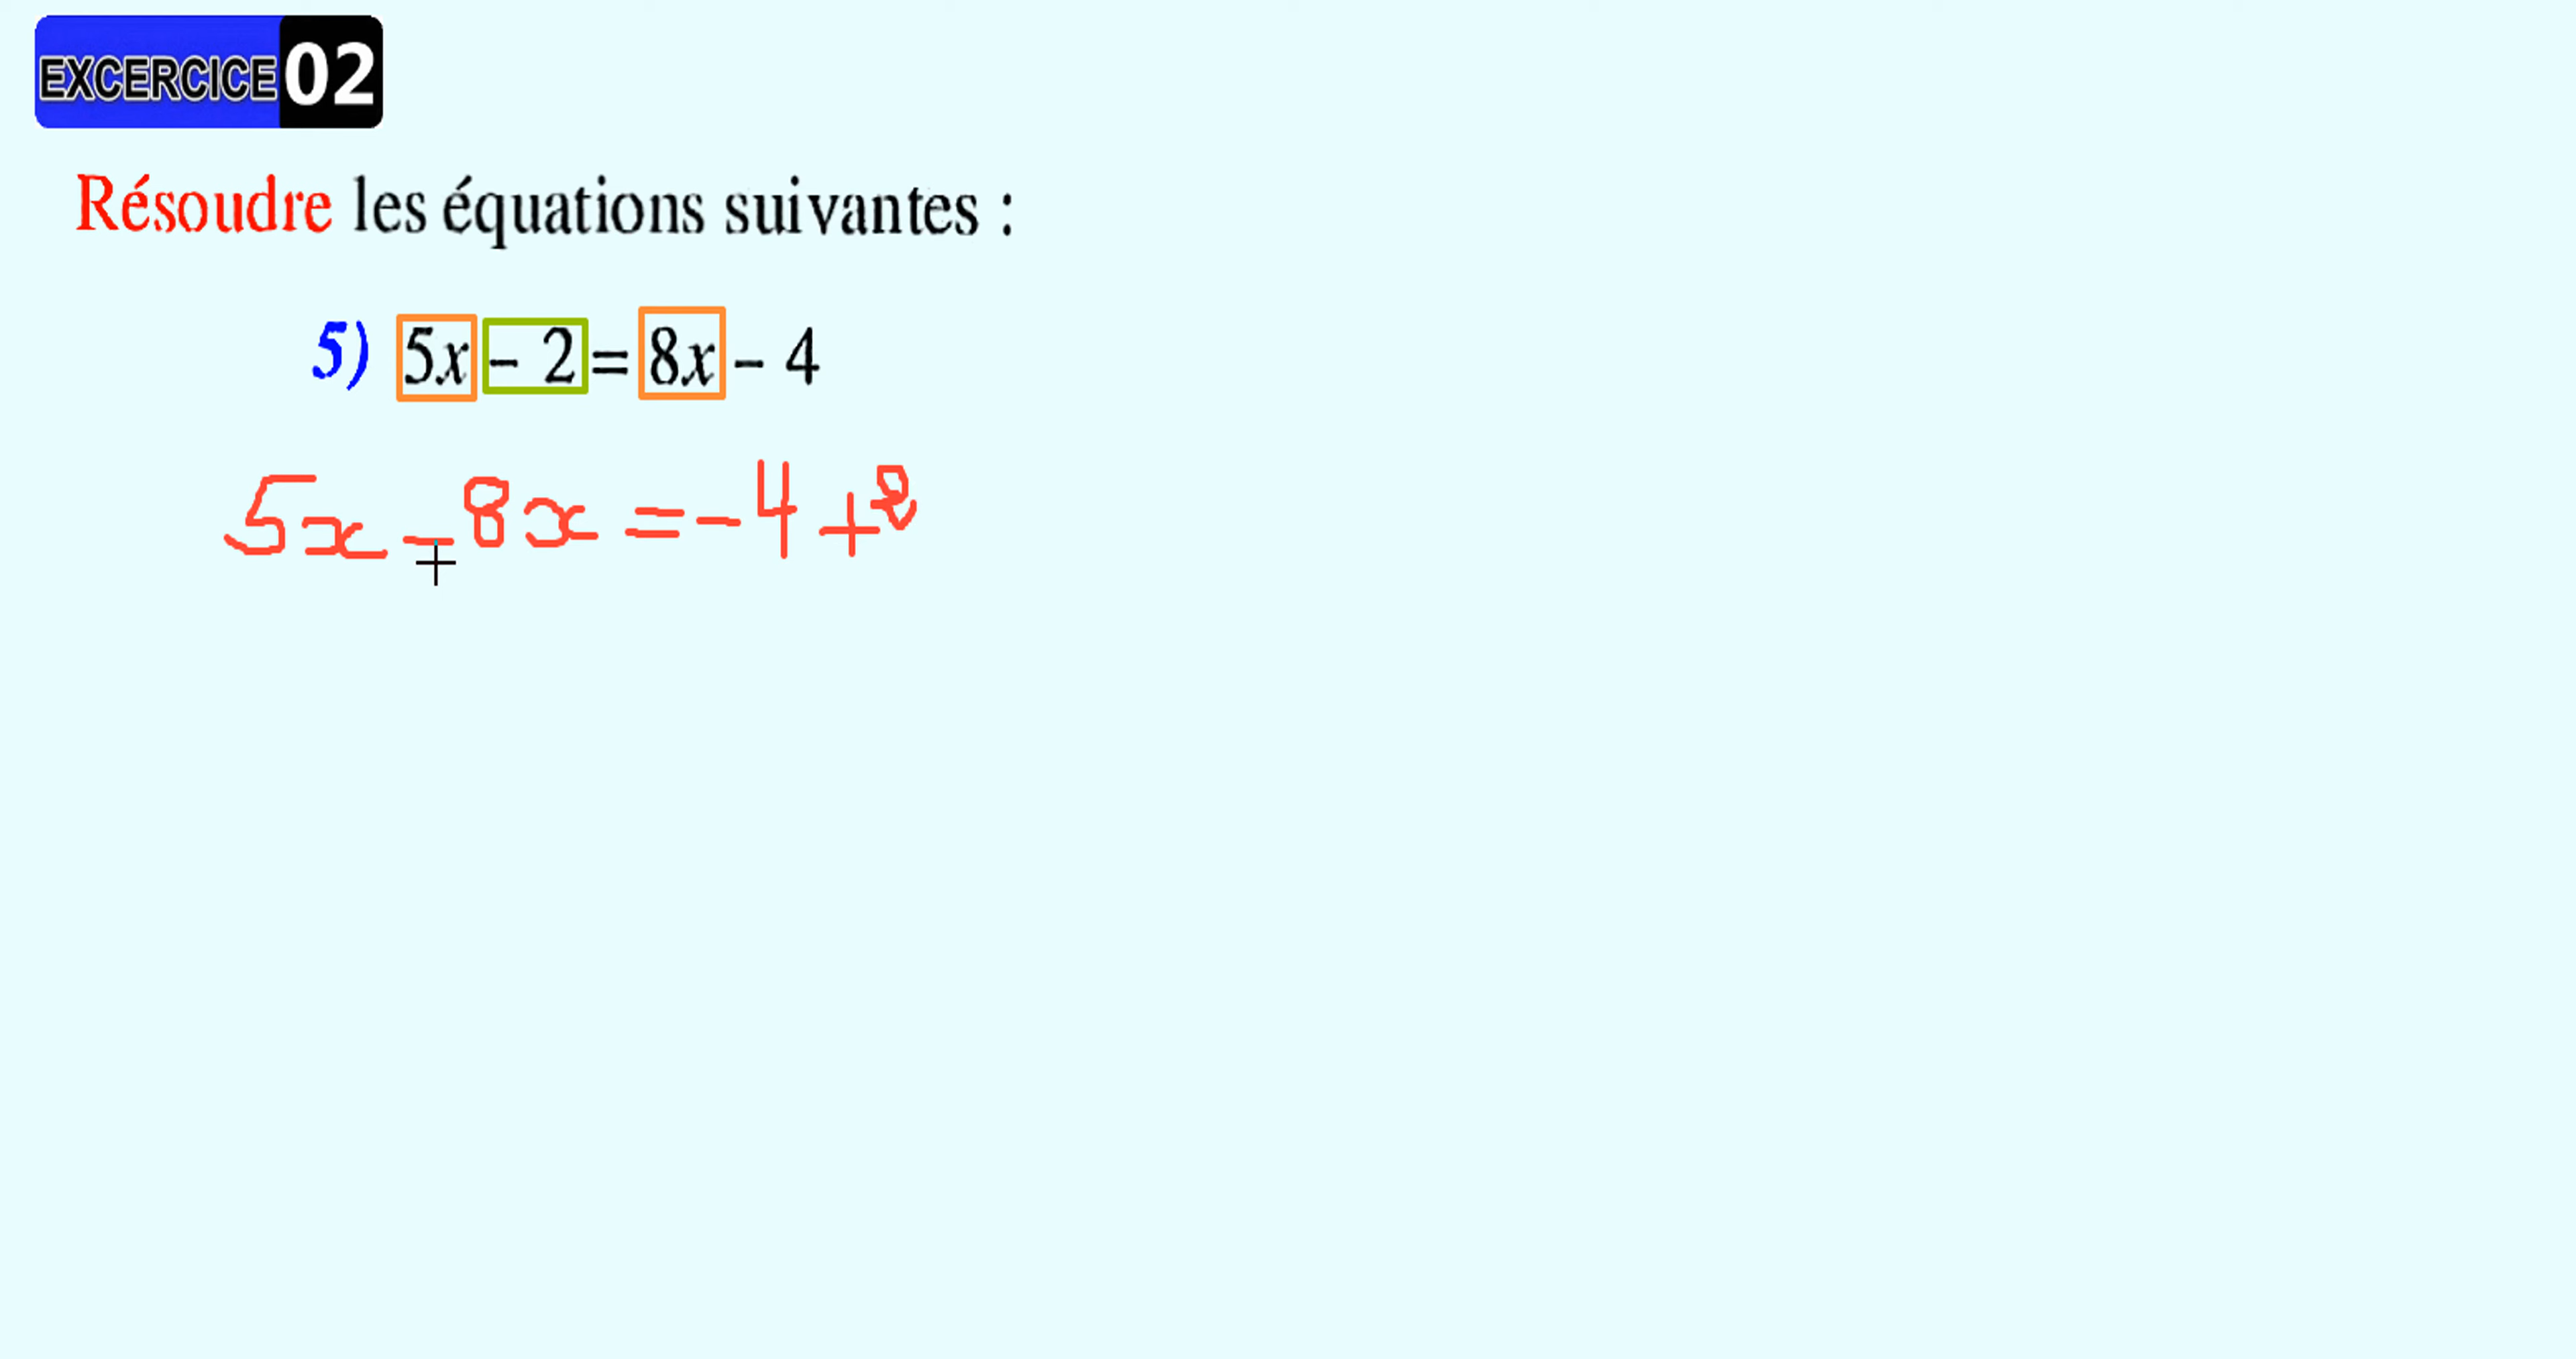 EXCERCICE 02
Résoudre les équations suivantes :
5) 5x – 2 = 8x – 4
5x – 8x = – 4 + 2